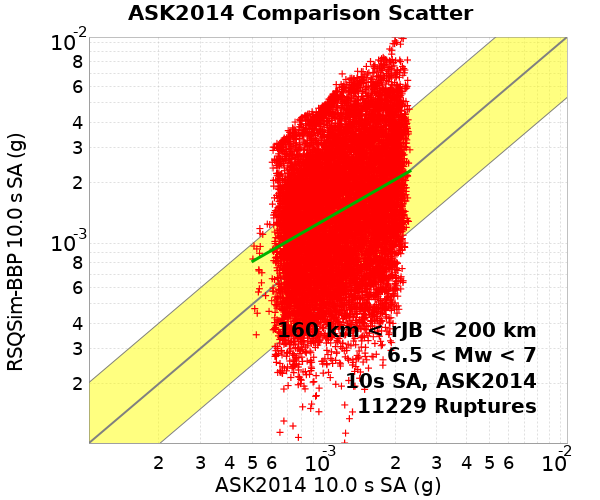 ASK2014 Comparison Scatter
RSQSim-BBP 10.0 s SA (g)
10-2
8
6
4
3
2
10-3
8
6
4
3
2
160 km < rJB < 200 km
6.5 < Mw < 7
10s SA, ASK2014
11229 Ruptures
2 3 4 5 6 10-3 2 3 4 5 6 10-2
ASK2014 10.0 s SA (g)